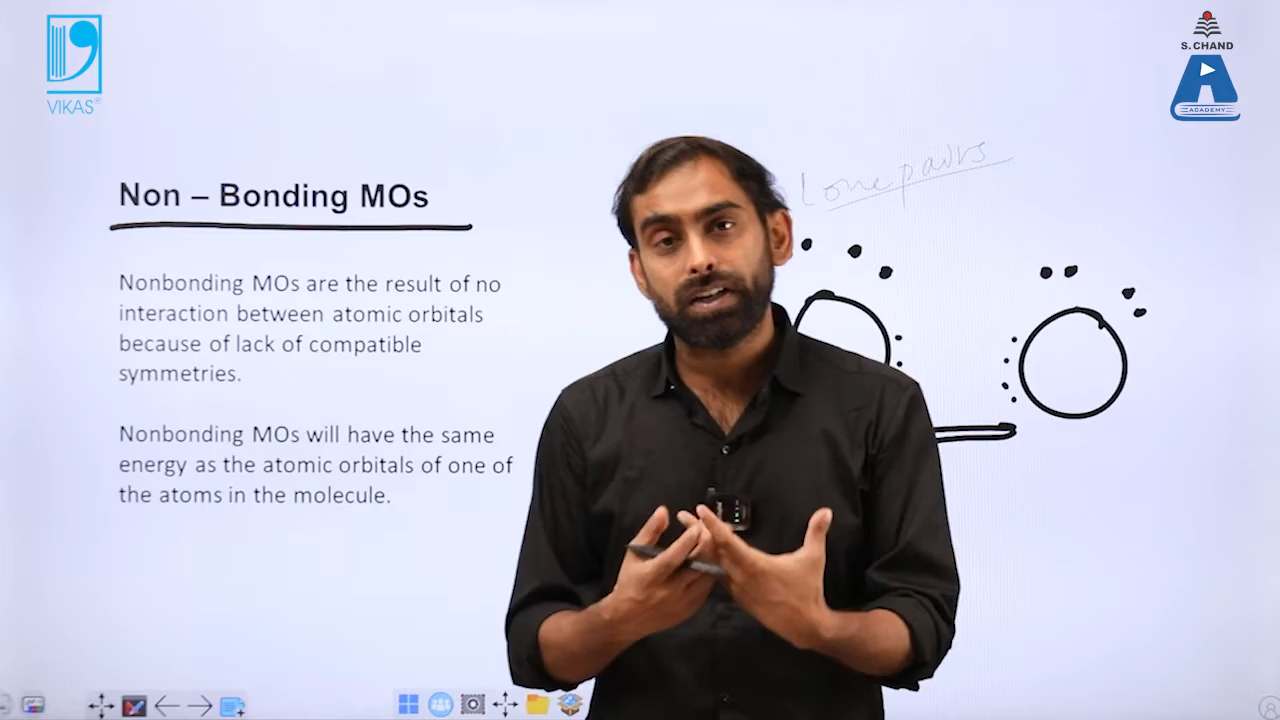 VIKAS®
S. CHAND
ACADEMY
Lone pairs
Non – Bonding MOs
Nonbonding MOs are the result of no
interaction between atomic orbitals
because of lack of compatible
symmetries.
Nonbonding MOs will have the same
energy as the atomic orbitals of one of
the atoms in the molecule.